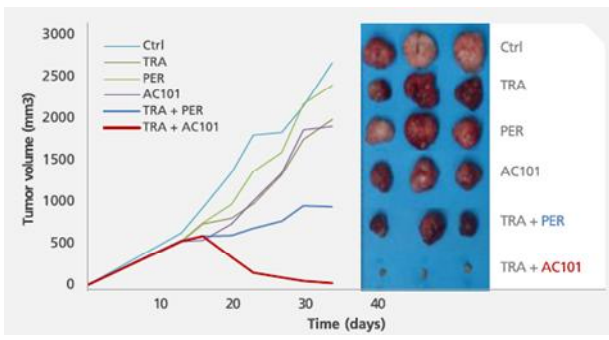 3000
2500
2000
1500
1000
500
0
Tumor volume (mm3)
Ctrl
TRA
PER
AC101
TRA + PER
TRA + AC101
10
20
30
40
Time (days)
Ctrl
TRA
PER
AC101
TRA + PER
TRA + AC101